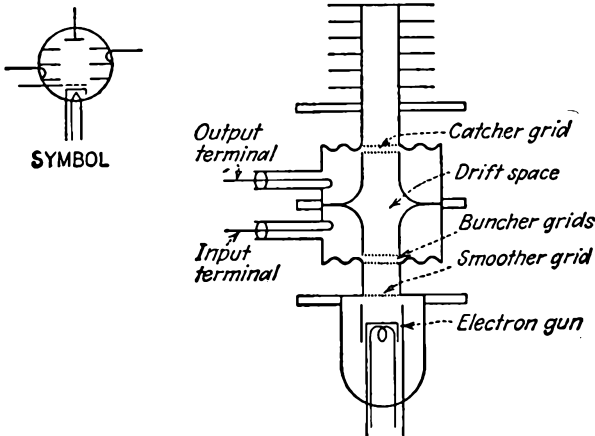 SYMBOL
Output
terminal
Input
terminal
Catcher grid
Drift space
Buncher grids
Smoother grid
Electron gun